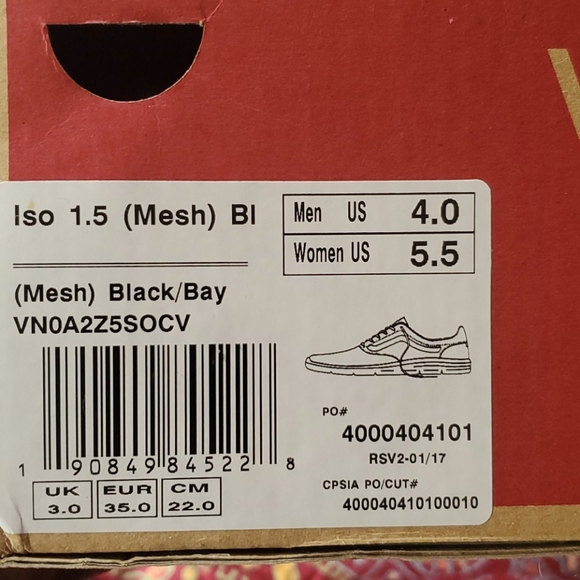 Iso 1.5 (Mesh) Bl
Men US 4.0
Women US 5.5
(Mesh) Black/Bay
VN0A2Z5SOCV
PO#
4000404101
RSV2-01/17
CPSIA PO/CUT#
400040410100010
1 90849 84522 8
UK EUR CM
3.0 35.0 22.0